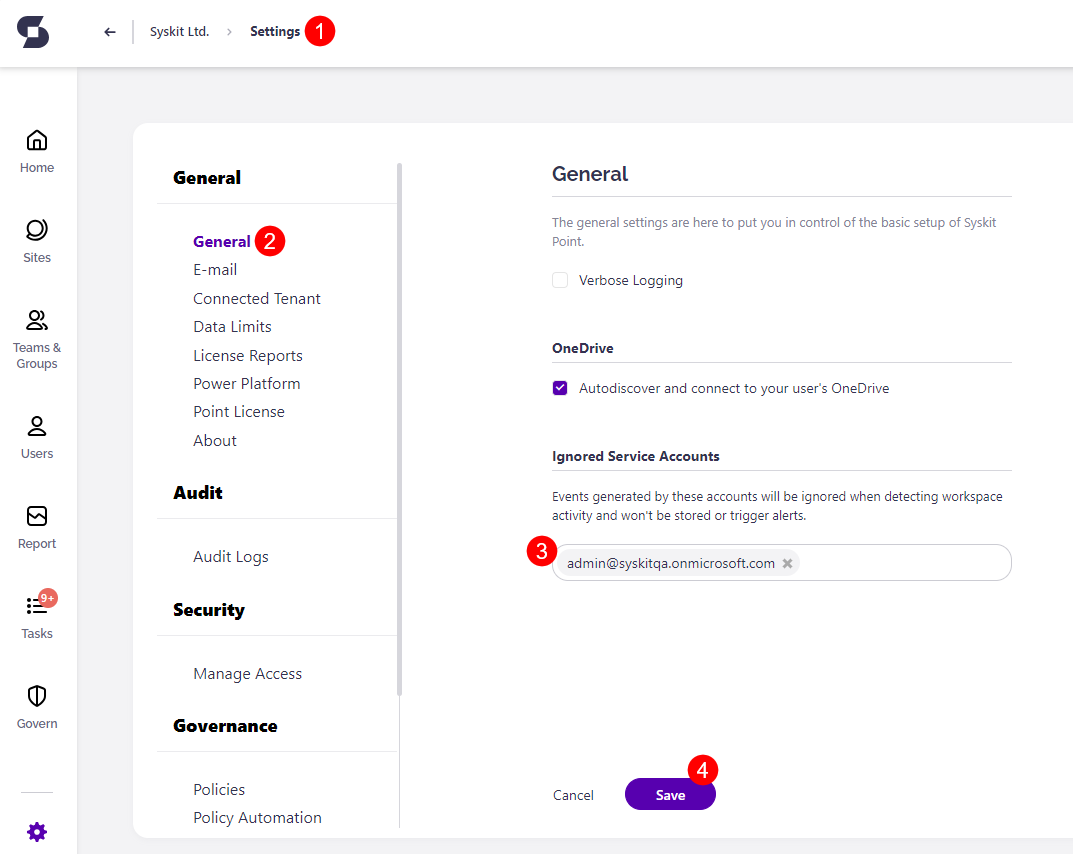 Syskit Ltd. > Settings 1
Home
Sites
Teams &
Groups
Users
Report
9+
Tasks
Govern
General
General 2
E-mail
Connected Tenant
Data Limits
License Reports
Power Platform
Point License
About
Audit
Audit Logs
Security
Manage Access
Governance
Policies
Policy Automation
General
The general settings are here to put you in control of the basic setup of Syskit
Point.
Verbose Logging
OneDrive
Autodiscover and connect to your user's OneDrive
Ignored Service Accounts
Events generated by these accounts will be ignored when detecting workspace
activity and won't be stored or trigger alerts.
3
admin@syskitqa.onmicrosoft.com
4
Cancel Save